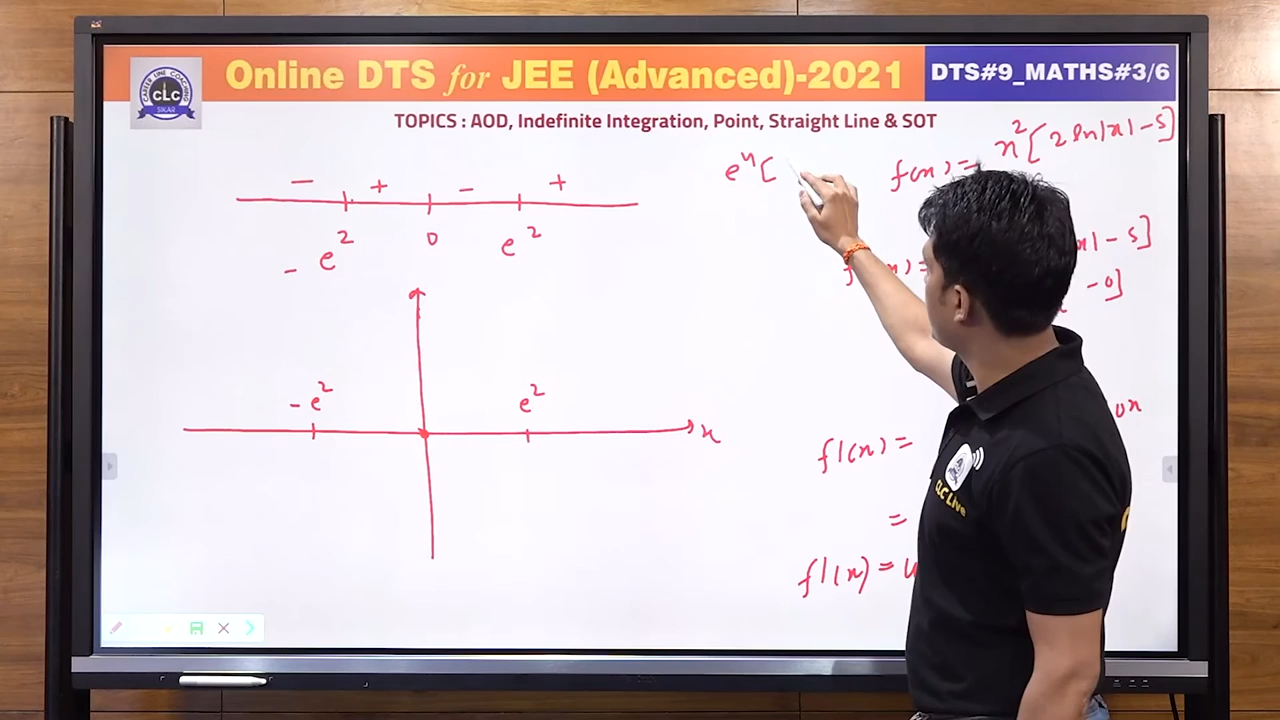 Online DTS for JEE (Advanced)-2021
DTS#9_MATHS#3/6
CAREER LINE COACHING
CLC
SIKAR
TOPICS : AOD, Indefinite Integration, Point, Straight Line & SOT
− + − +
-e² 0 e²
e⁴[
f(x) = x²[2 ln|x| - 5]
x| - 5]
- 0]
-e² e²
x
f'(x) =
=
f'(x) =
CLC Live